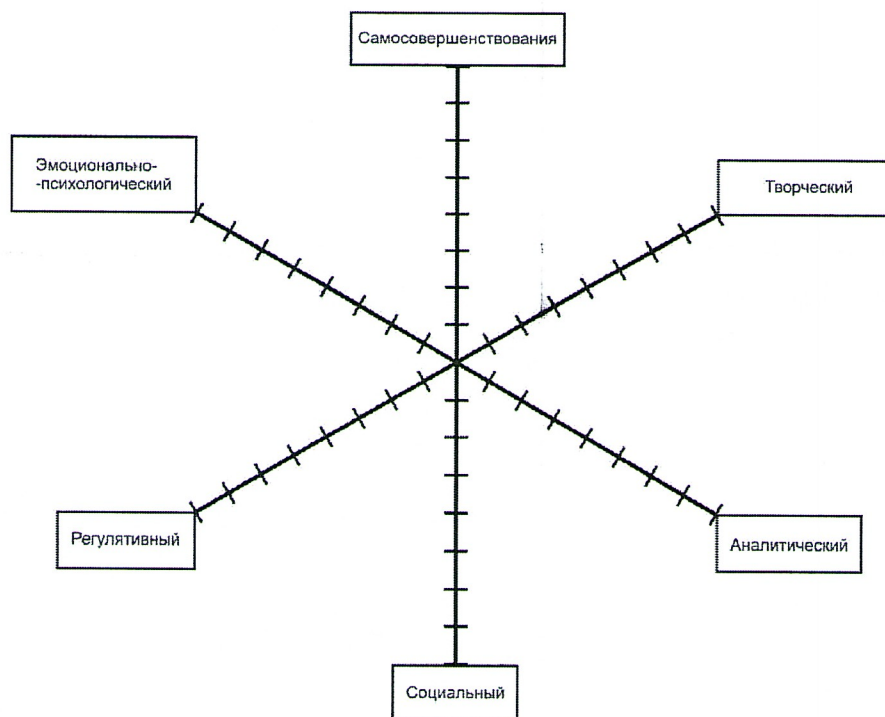 Самосовершенствования
Эмоционально-
-психологический
Творческий
Регулятивный
Аналитический
Социальный